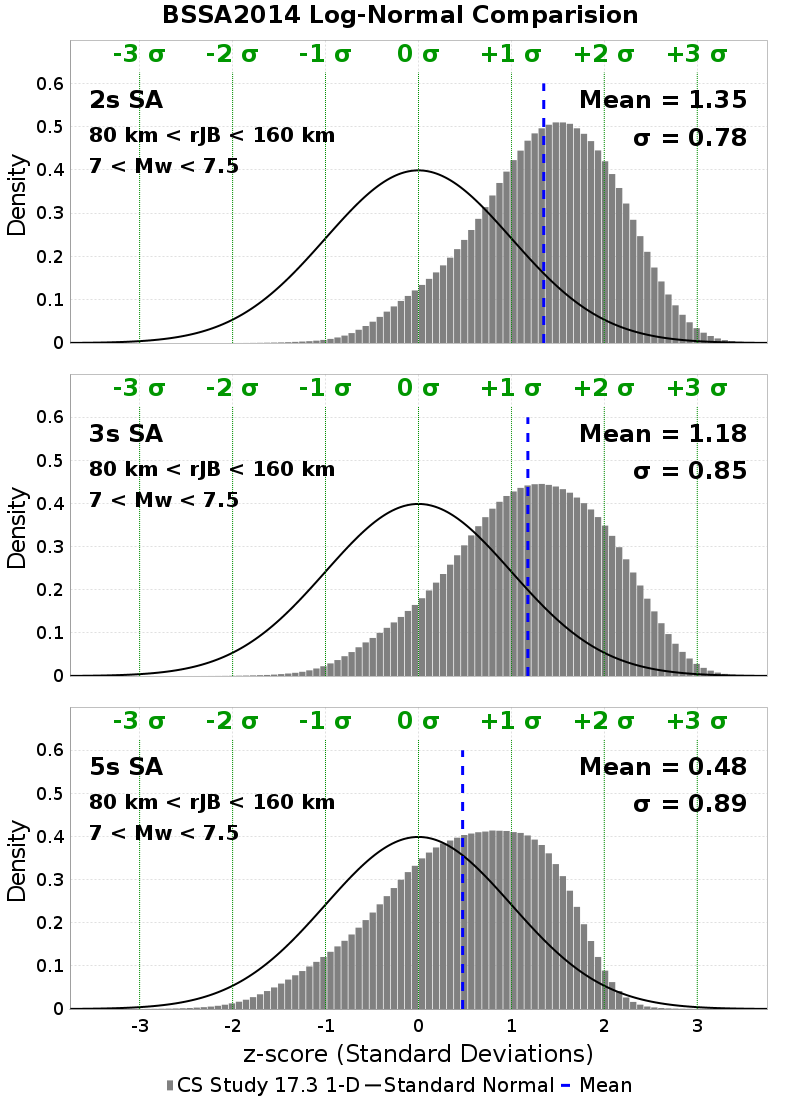 BSSA2014 Log-Normal Comparision
-3 σ -2 σ -1 σ 0 σ +1 σ +2 σ +3 σ
0.6
2s SA Mean = 1.35
0.5
80 km < rJB < 160 km σ = 0.78
7 < Mw < 7.5
0.4
Density
0.3
0.2
0.1
0
-3 σ -2 σ -1 σ 0 σ +1 σ +2 σ +3 σ
0.6
3s SA Mean = 1.18
0.5
80 km < rJB < 160 km σ = 0.85
7 < Mw < 7.5
0.4
Density
0.3
0.2
0.1
0
-3 σ -2 σ -1 σ 0 σ +1 σ +2 σ +3 σ
0.6
5s SA Mean = 0.48
0.5
80 km < rJB < 160 km σ = 0.89
7 < Mw < 7.5
0.4
Density
0.3
0.2
0.1
0
-3 -2 -1 0 1 2 3
z-score (Standard Deviations)
CS Study 17.3 1-D Standard Normal Mean